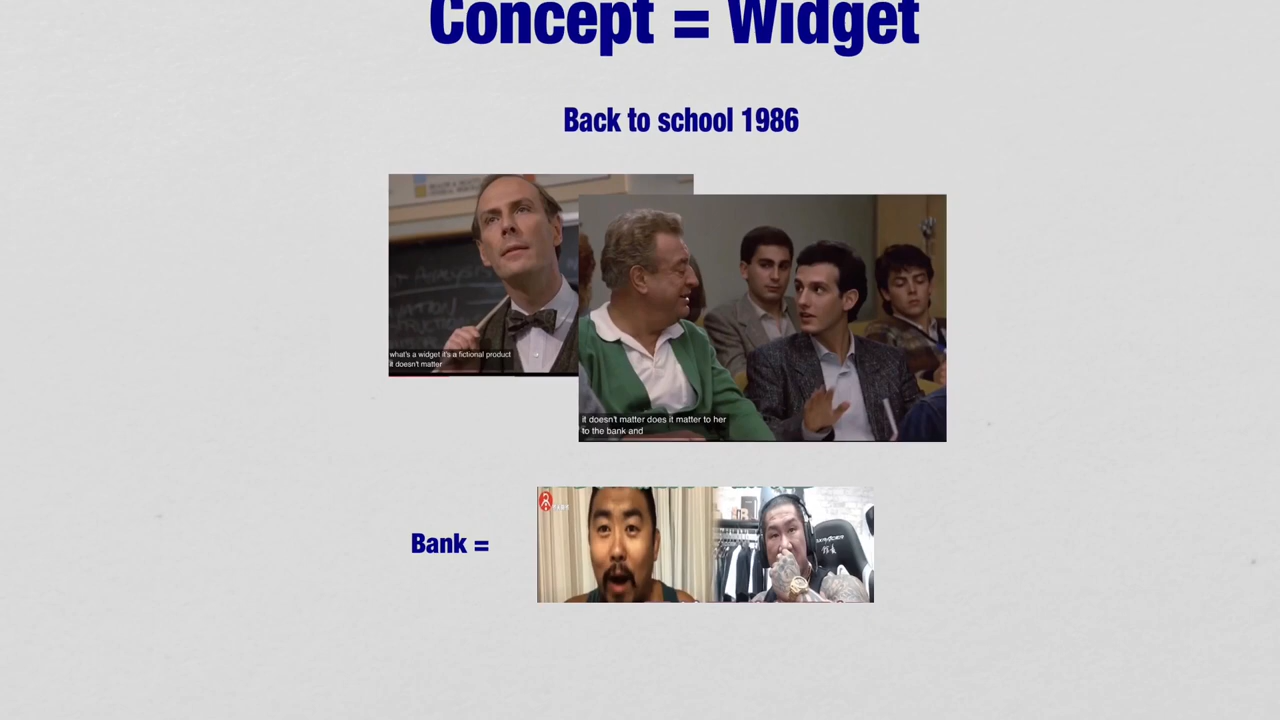 Concept = Widget
Back to school 1986
what's a widget it's a fictional product
it doesn't matter
it doesn't matter does it matter to her
to the bank and
Bank =